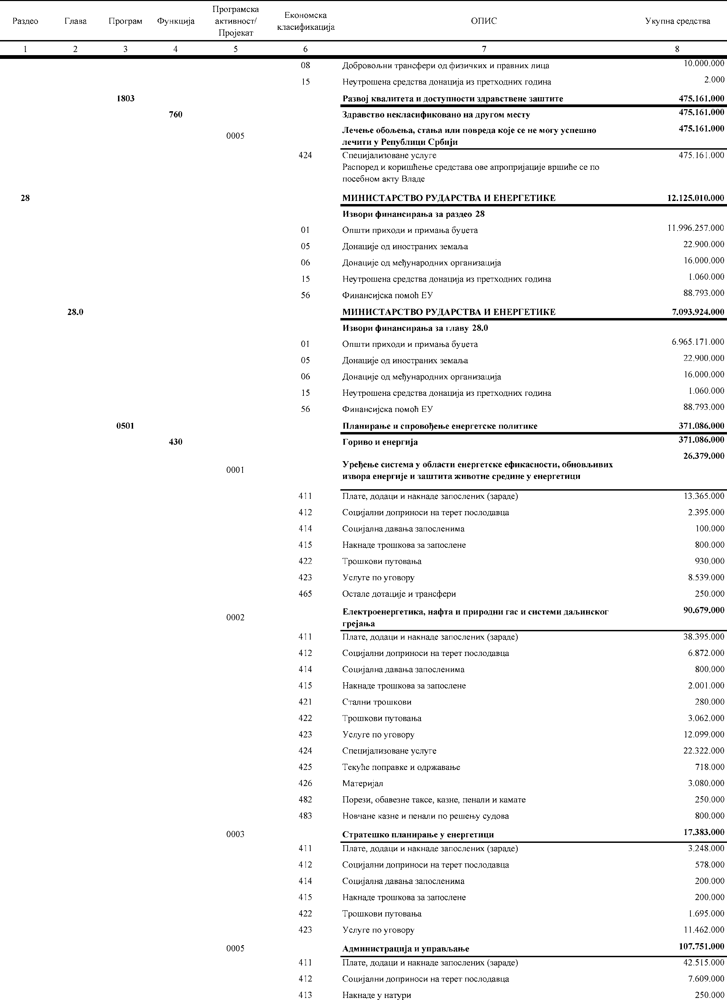 Раздео Глава Програм Функција Програмска активност/ Пројекат Економска класификација ОПИС Укупна средства
1 2 3 4 5 6 7 8
08 Добровољни трансфери од физичких и правних лица 10.000.000
15 Неутрошена средства донација из претходних година 2.000
1803 Развој квалитета и доступности здравствене заштите 475.161.000
760 Здравство некласификовано на другом месту 475.161.000
0005 Лечење обољења, стања или повреда које се не могу успешно 475.161.000
лечити у Републици Србији
424 Специјализоване услуге 475.161.000
Распоред и коришћење средстава ове апропријације вршиће се по
посебном акту Владе
28 МИНИСТАРСТВО РУДАРСТВА И ЕНЕРГЕТИКЕ 12.125.010.000
Извори финансирања за раздео 28
01 Општи приходи и примања буџета 11.996.257.000
05 Донације од иностраних земаља 22.900.000
06 Донације од међународних организација 16.000.000
15 Неутрошена средства донација из претходних година 1.060.000
56 Финансијска помоћ ЕУ 88.793.000
28.0 МИНИСТАРСТВО РУДАРСТВА И ЕНЕРГЕТИКЕ 7.093.924.000
Извори финансирања за главу 28.0
01 Општи приходи и примања буџета 6.965.171.000
05 Донације од иностраних земаља 22.900.000
06 Донације од међународних организација 16.000.000
15 Неутрошена средства донација из претходних година 1.060.000
56 Финансијска помоћ ЕУ 88.793.000
0501 Планирање и спровођење енергетске политике 371.086.000
430 Гориво и енергија 371.086.000
26.379.000
0001 Уређење система у области енергетске ефикасности, обновљивих
извора енергије и заштита животне средине у енергетици
411 Плате, додаци и накнаде запослених (зараде) 13.365.000
412 Социјални доприноси на терет послодавца 2.395.000
414 Социјална давања запосленима 100.000
415 Накнаде трошкова за запослене 800.000
422 Трошкови путовања 930.000
423 Услуге по уговору 8.539.000
465 Остале дотације и трансфери 250.000
0002 Електроенергетика, нафта и природни гас и системи даљинског 90.679.000
грејања
411 Плате, додаци и накнаде запослених (зараде) 38.395.000
412 Социјални доприноси на терет послодавца 6.872.000
414 Социјална давања запосленима 800.000
415 Накнаде трошкова за запослене 2.001.000
421 Стални трошкови 280.000
422 Трошкови путовања 3.062.000
423 Услуге по уговору 12.099.000
424 Специјализоване услуге 22.322.000
425 Текуће поправке и одржавање 718.000
426 Материјал 3.080.000
482 Порези, обавезне таксе, казне, пенали и камате 250.000
483 Новчане казне и пенали по решењу судова 800.000
0003 Стратешко планирање у енергетици 17.383.000
411 Плате, додаци и накнаде запослених (зараде) 3.248.000
412 Социјални доприноси на терет послодавца 578.000
414 Социјална давања запосленима 200.000
415 Накнаде трошкова за запослене 200.000
422 Трошкови путовања 1.695.000
423 Услуге по уговору 11.462.000
0005 Администрација и управљање 107.751.000
411 Плате, додаци и накнаде запослених (зараде) 42.515.000
412 Социјални доприноси на терет послодавца 7.609.000
413 Накнаде у натури 250.000